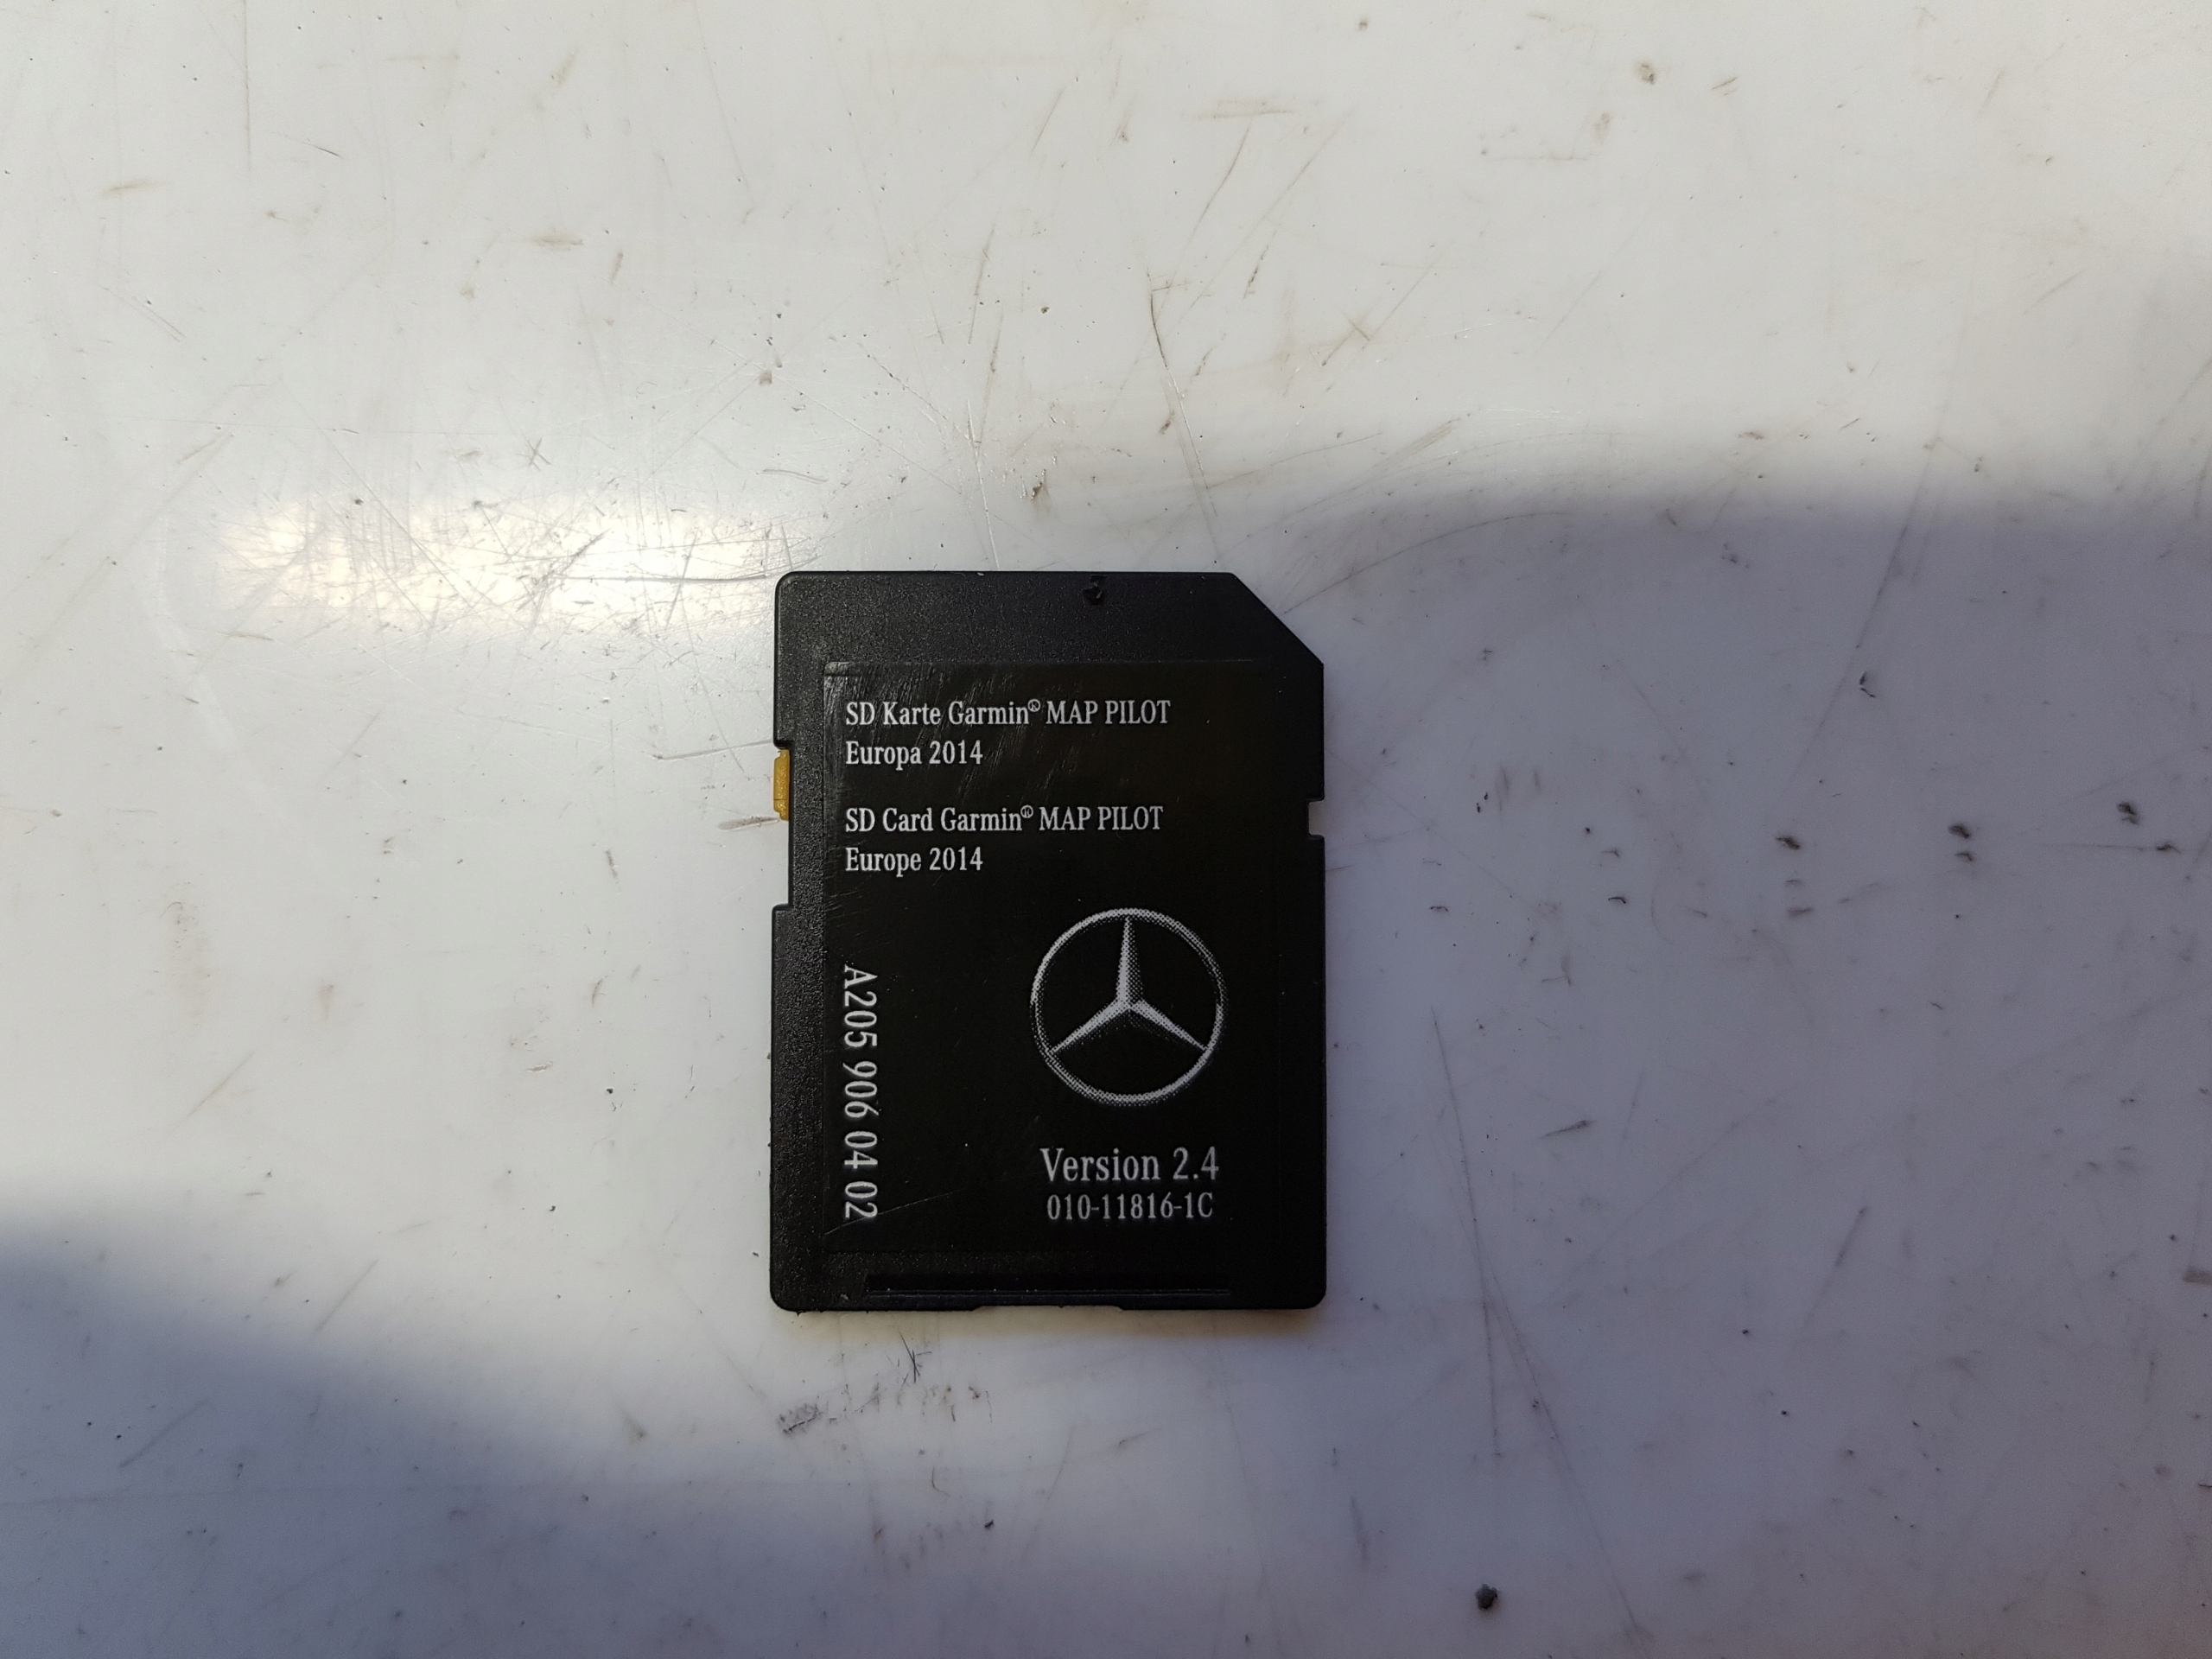 SD Karte Garmin® MAP PILOT
Europa 2014
SD Card Garmin® MAP PILOT
Europe 2014
A205 906 04 02
Version 2.4
010-11816-1C